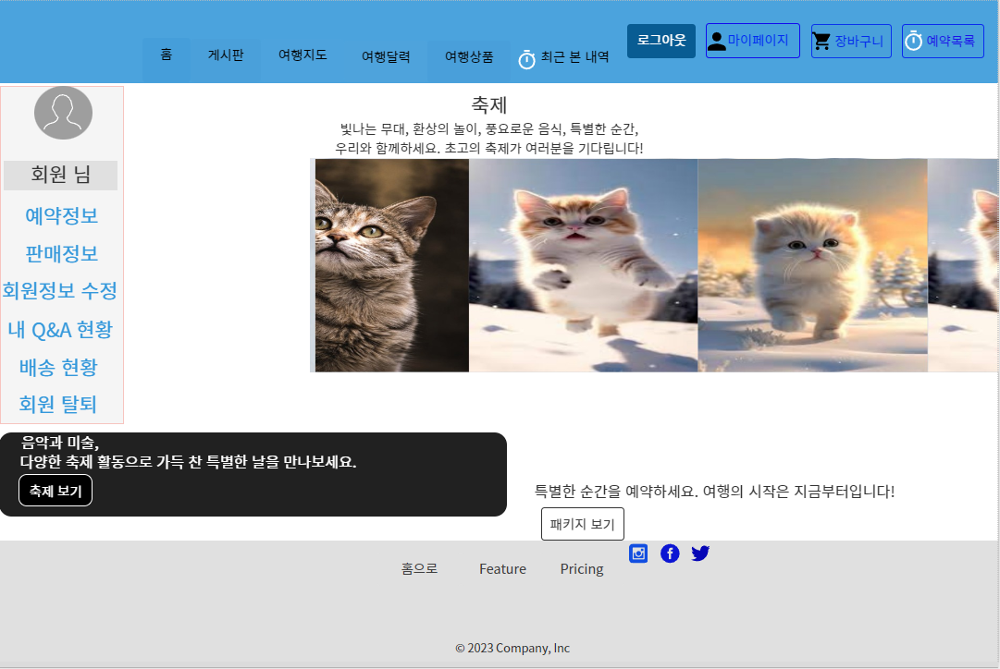 홈
게시판
여행지도
여행달력
여행상품
최근 본 내역
로그아웃
마이페이지
장바구니
예약목록
회원 님
예약정보
판매정보
회원정보 수정
내 Q&A 현황
배송 현황
회원 탈퇴
축제
빛나는 무대, 환상의 놀이, 풍요로운 음식, 특별한 순간,
우리와 함께하세요. 초고의 축제가 여러분을 기다립니다!
음악과 미술,
다양한 축제 활동으로 가득 찬 특별한 날을 만나보세요.
축제 보기
특별한 순간을 예약하세요. 여행의 시작은 지금부터입니다!
패키지 보기
홈으로
Feature
Pricing
© 2023 Company, Inc